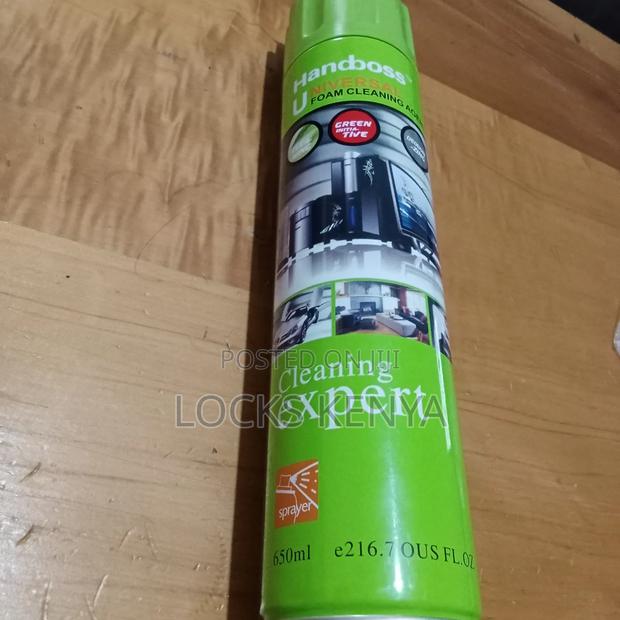 Handboss
UNIVERSAL
FOAM CLEANING
GREEN
INITIA-
TIVE
POSTED ON JIJI
Cleaning
LOCKS KENYA
expert
sprayer
650ml e216.7OUS FL.OZ